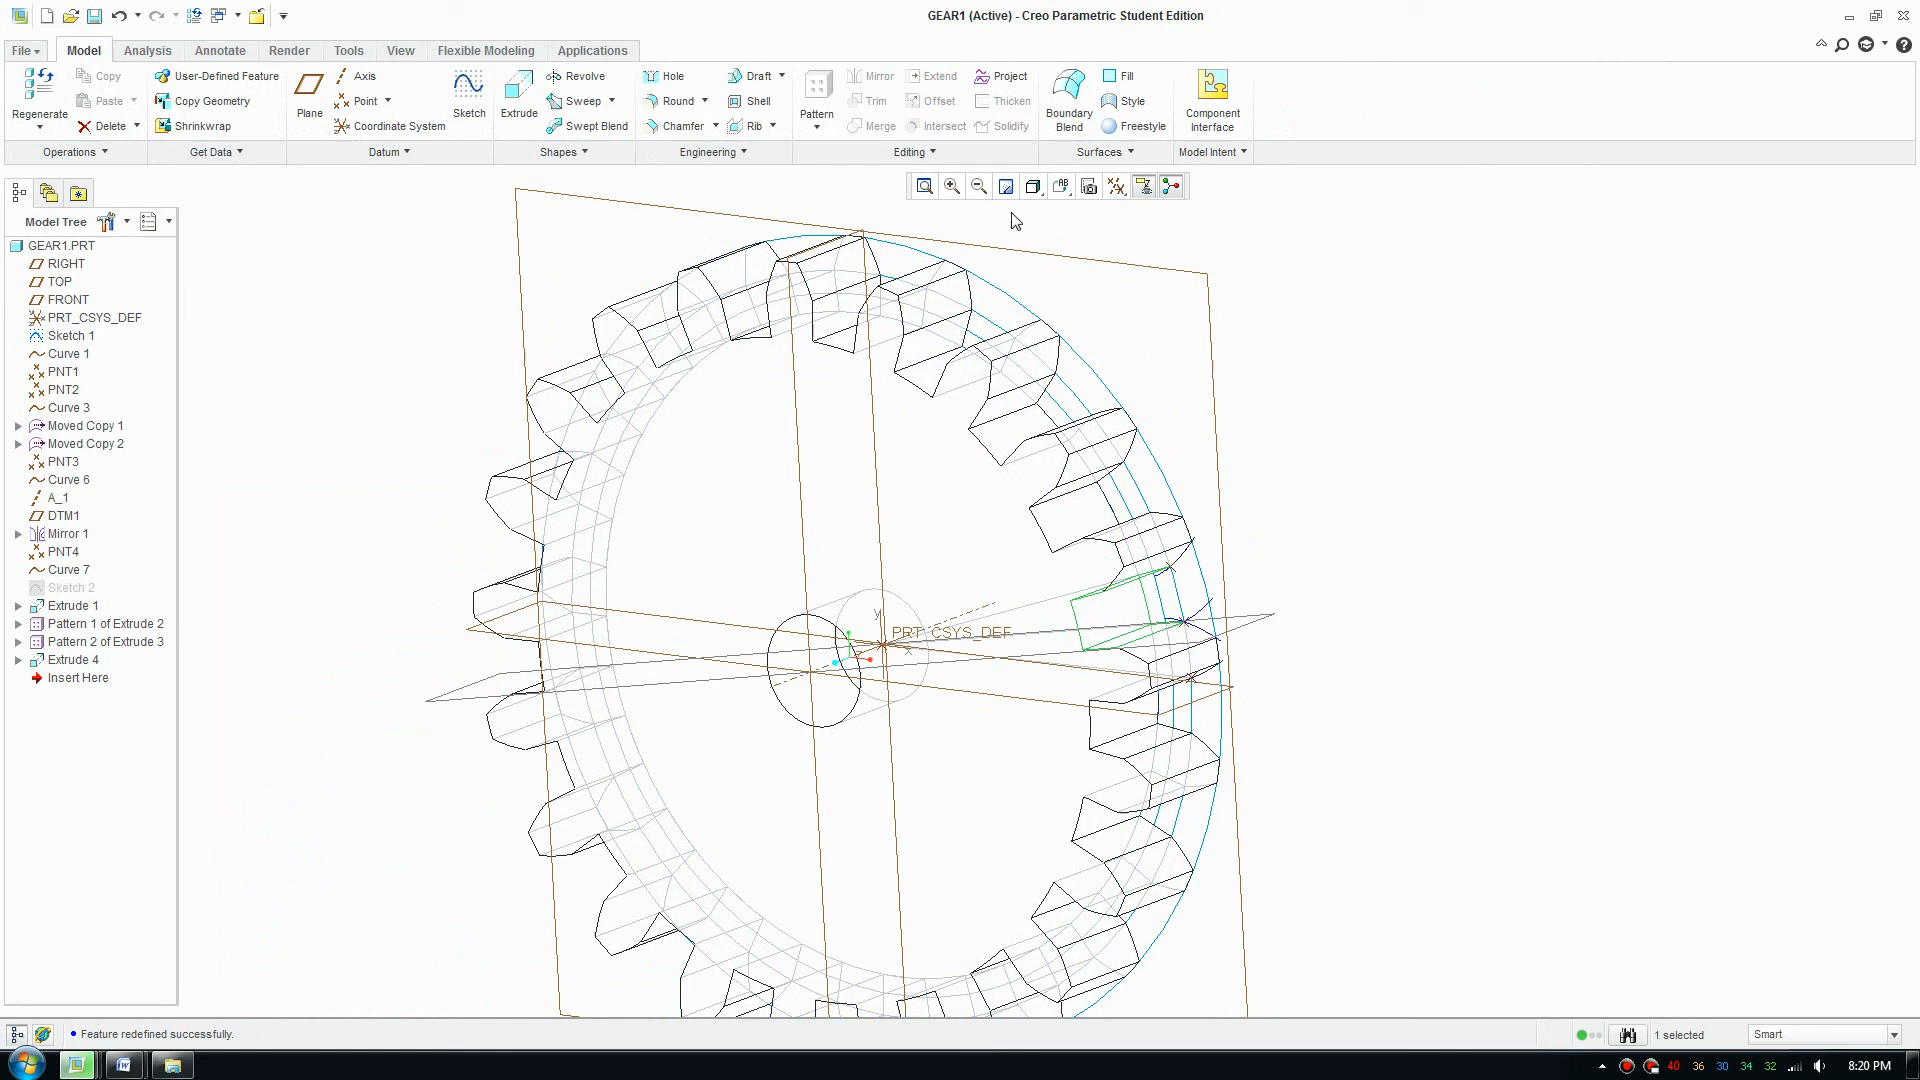 GEAR1 (Active) - Creo Parametric Student Edition
File Model Analysis Annotate Render Tools View Flexible Modeling Applications
Copy User-Defined Feature Axis Revolve Hole Draft Mirror Extend Project Fill
Regenerate Paste Copy Geometry Plane Point Sketch Extrude Sweep Round Shell Pattern Trim Offset Thicken Boundary Blend Style Component Interface
Delete Shrinkwrap Coordinate System Swept Blend Chamfer Rib Merge Intersect Solidify Freestyle
Operations Get Data Datum Shapes Engineering Editing Surfaces Model Intent
Model Tree
GEAR1.PRT
RIGHT
TOP
FRONT
PRT_CSYS_DEF
Sketch 1
Curve 1
PNT1
PNT2
Curve 3
Moved Copy 1
Moved Copy 2
PNT3
Curve 6
A_1
DTM1
Mirror 1
PNT4
Curve 7
Sketch 2
Extrude 1
Pattern 1 of Extrude 2
Pattern 2 of Extrude 3
Extrude 4
Insert Here
y
PRT_CSYS_DEF
x
Feature redefined successfully. 1 selected Smart
40 36 30 34 32 8:20 PM